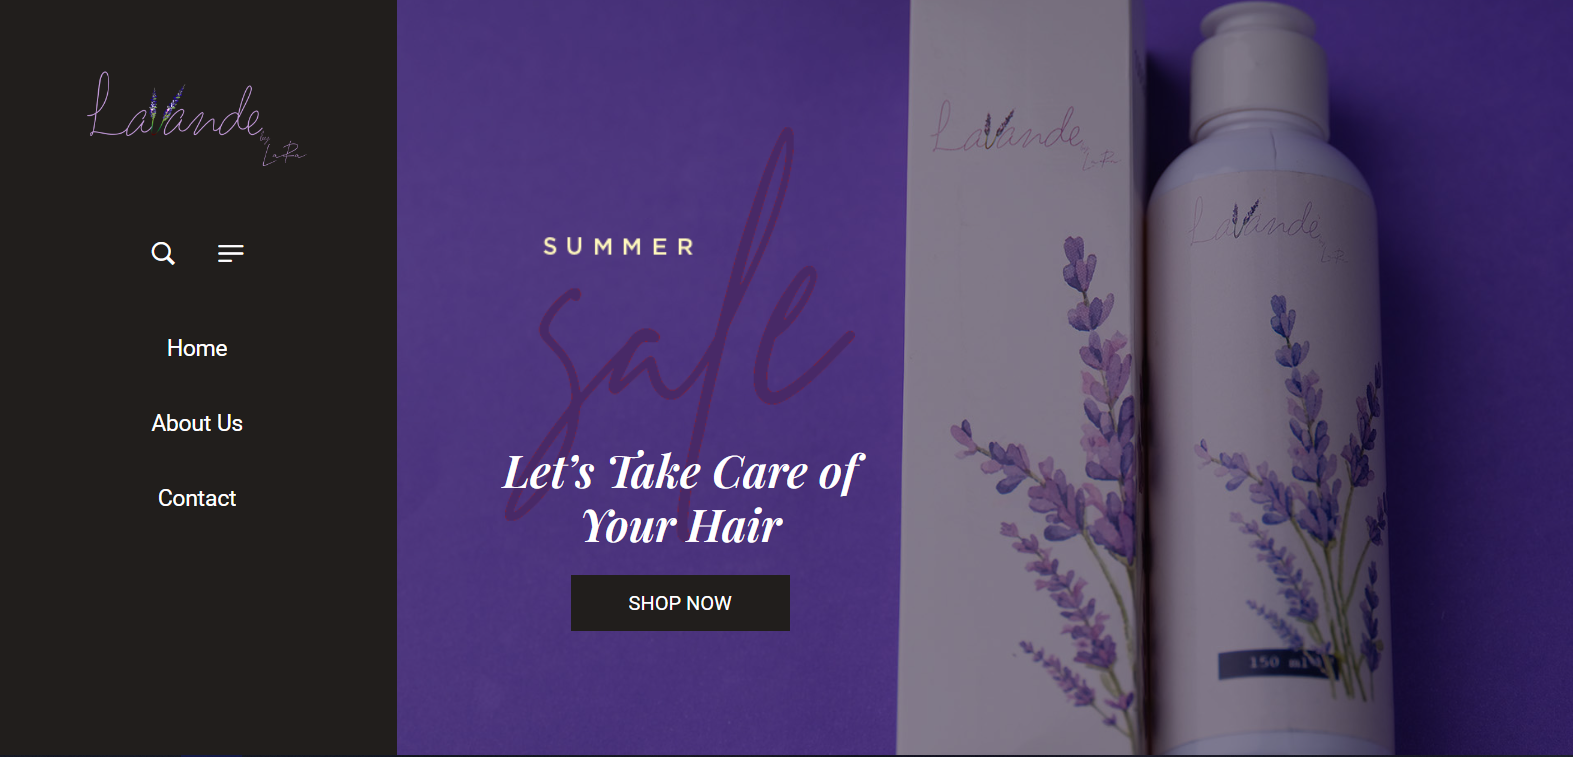 LaVande
by
LaRa
Home
About Us
Contact
SUMMER
sale
Let’s Take Care of
Your Hair
SHOP NOW
LaVande
by
LaRa
LaVande
by
LaRa
150 ml